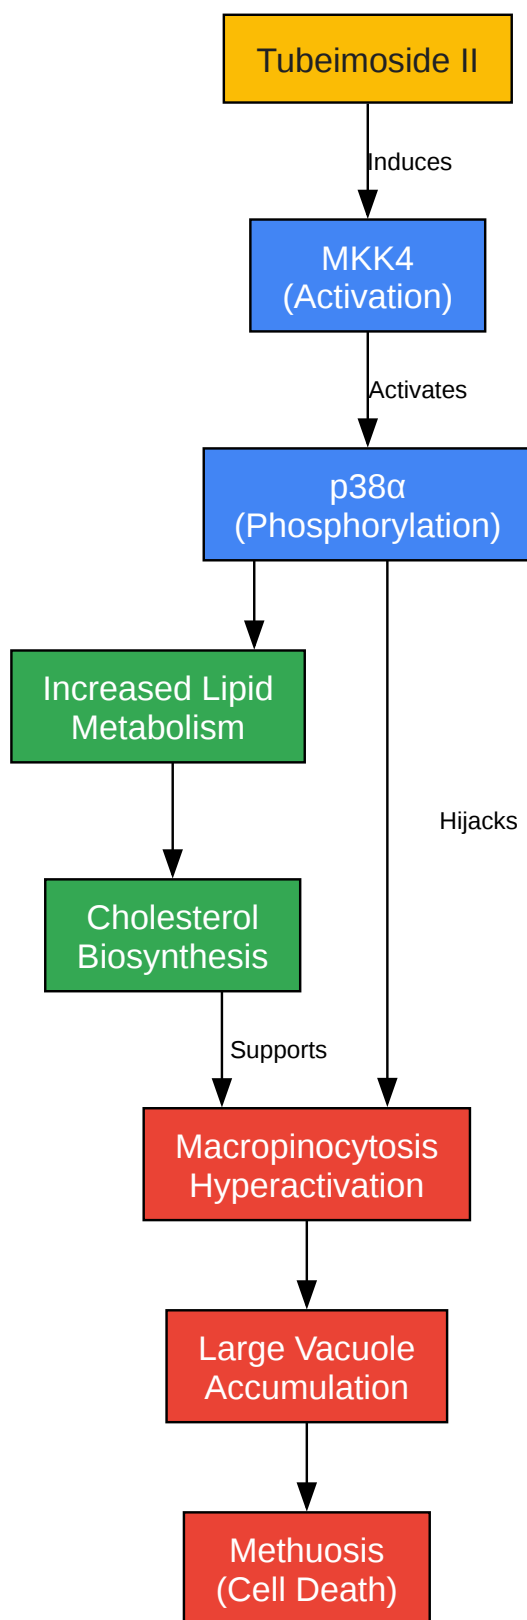 Tubeimoside II
Induces
MKK4
(Activation)
Activates
p38α
(Phosphorylation)
Increased Lipid
Metabolism
Hijacks
Cholesterol
Biosynthesis
Supports
Macropinocytosis
Hyperactivation
Large Vacuole
Accumulation
Methuosis
(Cell Death)